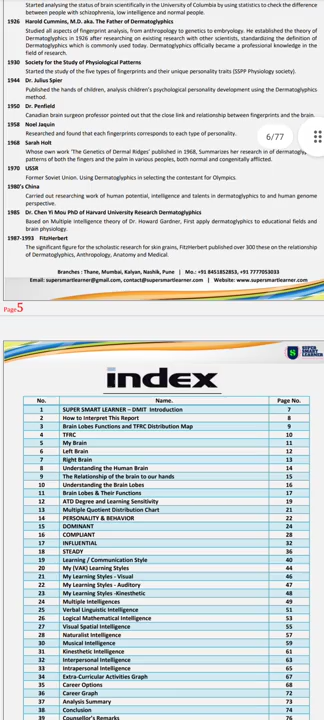 Started analysing the status of brain scientifically in the University of Columbia by using statistics to check the difference
between people with schizophrenia, low intelligence and normal people.
1926 Harold Cummins, M.D. aka. The Father of Dermatoglyphics
Studied all aspects of fingerprint analysis, from anthropology to genetics to embryology. He established the theory of
Dermatoglyphics in 1926 after researching on existing research with other scientists, standardizing the definition of
Dermatoglyphics which is commonly used today. Dermatoglyphics officially became a professional knowledge in the
field of research.
1930 Society for the Study of Physiological Patterns
Started the study of the five types of fingerprints and their unique personality traits (SSPP Physiology society).
1944 Dr. Julius Spier
Published the hands of children, analysis children's psychological personality development using the Dermatoglyphics
method.
1950 Dr. Penfield
Canadian brain surgeon professor pointed out that the close link and relationship between fingerprints and the brain.
1958 Noel Jaquin
Researched and found that each fingerprints corresponds to each type of personality.
6/77
1968 Sarah Holt
Whose own work 'The Genetics of Dermal Ridges' published in 1968, Summarizes her research in of dermatog
patterns of both the fingers and the palm in various peoples, both normal and congenitally afflicted.
1970 USSR
Former Soviet Union. Using Dermatoglyphics in selecting the contestant for Olympics.
1980's China
Carried out researching work of human potential, intelligence and talents in dermatoglyphics to and human genome
perspective.
1985 Dr. Chen Yi Mou PhD of Harvard University Research Dermatoglyphics
Based on Multiple Intelligence theory of Dr. Howard Gardner, First apply dermatoglyphics to educational fields and
brain physiology.
1987-1993 FitzHerbert
The significant figure for the scholastic research for skin grains, FitzHerbert published over 300 these on the relationship
of Dermatoglyphics, Anthropology, Anatomy and Medical.
Branches : Thane, Mumbai, Kalyan, Nashik, Pune | Mo.: +91 8451852853, +91 7777053033
Email: supersmartlearner@gmail.com, contact@supersmartlearner.com | Website: www.supersmartlearner.com
Page5
SUPER
SMART
LEARNER
index
No. Name. Page No.
1 SUPER SMART LEARNER – DMIT Introduction 7
2 How to Interpret This Report 8
3 Brain Lobes Functions and TFRC Distribution Map 9
4 TFRC 10
5 My Brain 11
6 Left Brain 12
7 Right Brain 13
8 Understanding the Human Brain 14
9 The Relationship of the brain to our hands 15
10 Understanding the Brain Lobes 16
11 Brain Lobes & Their Functions 17
12 ATD Degree and Learning Sensitivity 19
13 Multiple Quotient Distribution Chart 21
14 PERSONALITY & BEHAVIOR 22
15 DOMINANT 24
16 COMPLIANT 28
17 INFLUENTIAL 32
18 STEADY 36
19 Learning / Communication Style 40
20 My (VAK) Learning Styles 44
21 My Learning Styles - Visual 46
22 My Learning Styles - Auditory 47
23 My Learning Styles -Kinesthetic 48
24 Multiple Intelligences 49
25 Verbal Linguistic Intelligence 51
26 Logical Mathematical Intelligence 53
27 Visual Spatial Intelligence 55
28 Naturalist Intelligence 57
30 Musical Intelligence 59
31 Kinesthetic Intelligence 61
32 Interpersonal Intelligence 63
33 Intrapersonal Intelligence 65
34 Extra-Curricular Activities Graph 67
35 Career Options 68
36 Career Graph 72
37 Analysis Summary 73
38 Conclusion 74
39 Counsellor's Remarks 76